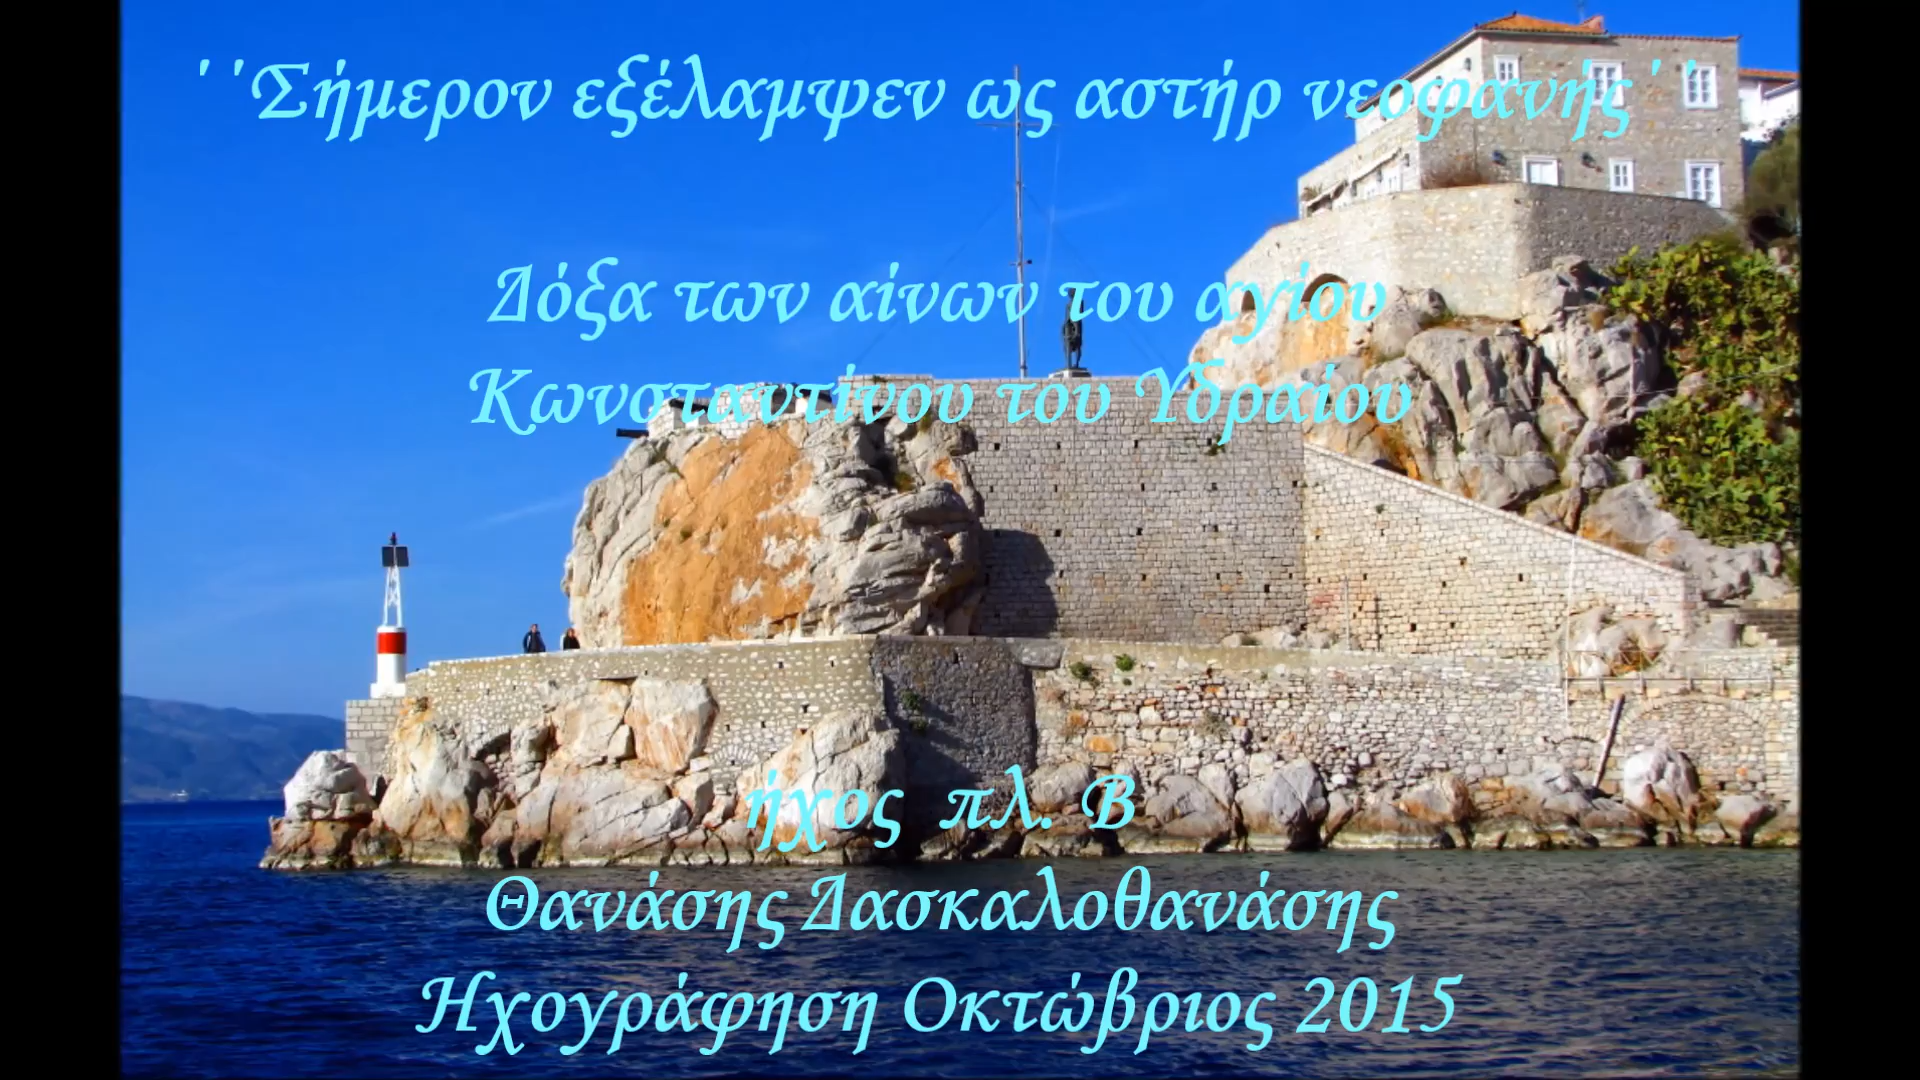 ΄΄Σήμερον εξέλαμψεν ως αστήρ νεοφανής΄΄
Δόξα των αίνων του αγίου
Κωνσταντίνου του Υδραίου
ήχος πλ. Β
Θανάσης Δασκαλοθανάσης
Ηχογράφηση Οκτώβριος 2015